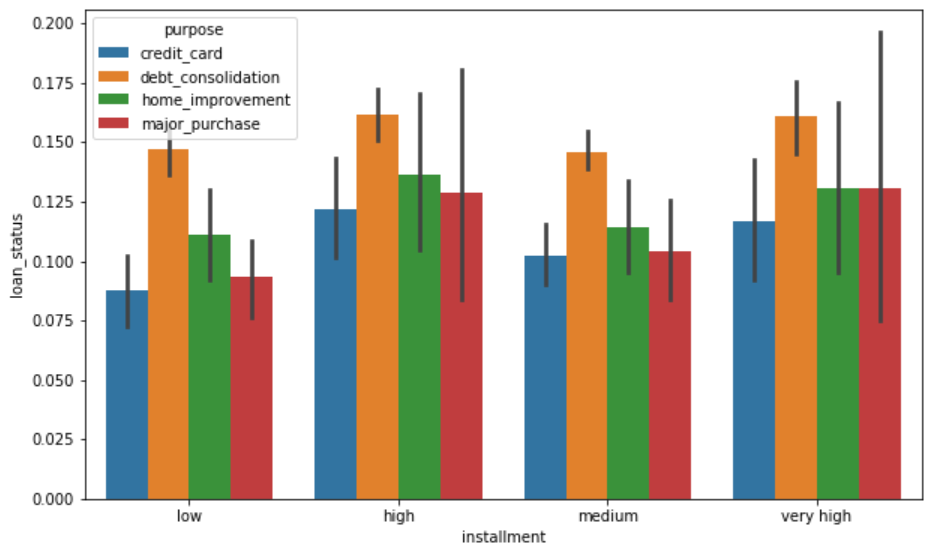 0.200
0.175
0.150
0.125
0.100
0.075
0.050
0.025
0.000
loan_status
purpose
credit_card
debt_consolidation
home_improvement
major_purchase
low high medium very high
installment